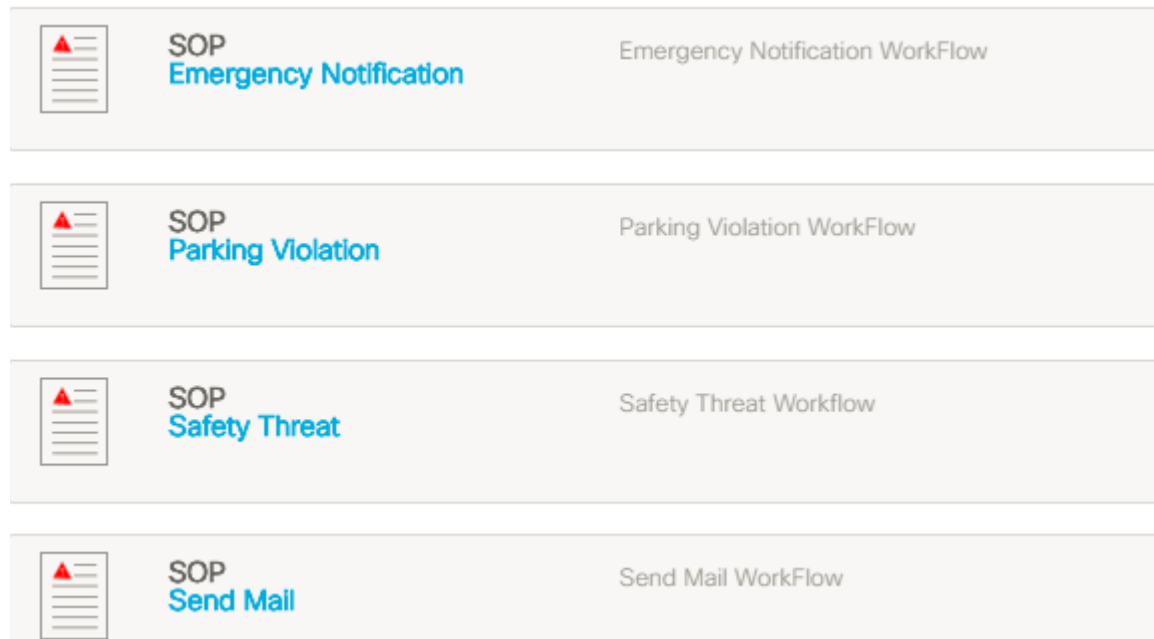 SOP
Emergency Notification
Emergency Notification WorkFlow
SOP
Parking Violation
Parking Violation WorkFlow
SOP
Safety Threat
Safety Threat Workflow
SOP
Send Mail
Send Mail WorkFlow